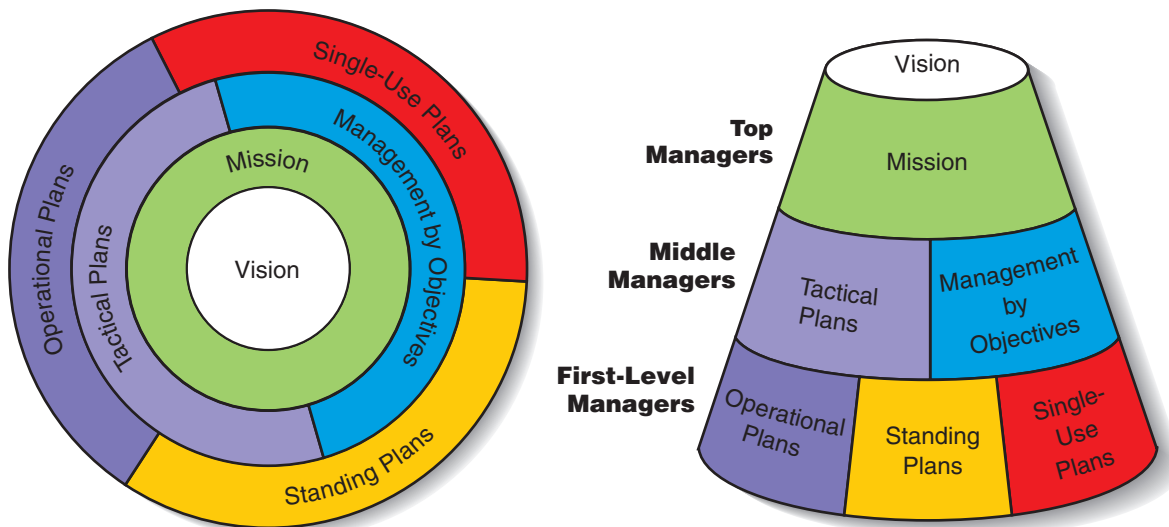 Single-Use Plans
Operational Plans
Tactical Plans
Management by Objectives
Mission
Vision
Standing Plans
Vision
Top
Managers
Mission
Middle
Managers
Tactical
Plans
Management
by
Objectives
First-Level
Managers
Operational
Plans
Standing
Plans
Single-
Use
Plans